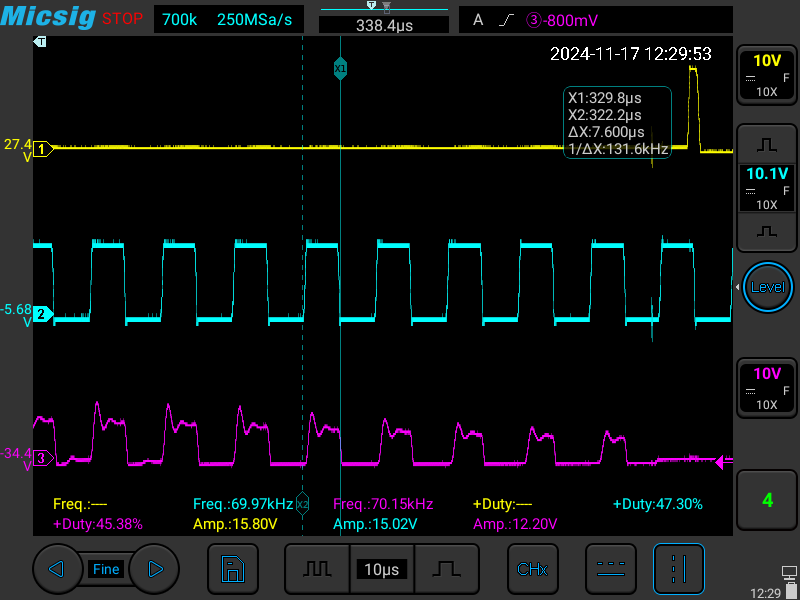 Micsig STOP 700k 250MSa/s 338.4µs A ③-800mV
T
2024-11-17 12:29:53
10V
F
10X
X1
X1:329.8µs
X2:322.2µs
ΔX:7.600µs
1/ΔX:131.6kHz
27.4
V
1
10.1V
F
10X
Level
-5.68
V
2
10V
F
10X
-34.4
V
3
Freq.:---- Freq.:69.97kHz X2 Freq.:70.15kHz +Duty:---- +Duty:47.30%
+Duty:45.38% Amp.:15.80V Amp.:15.02V Amp.:12.20V
4
Fine 10µs CHx
12:29